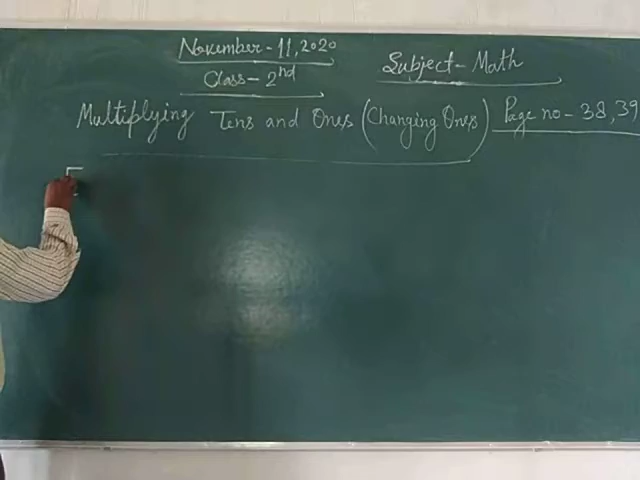 November-11,2020
Subject- Math
Class- 2nd
Multiplying Tens and Ones (Changing Ones) Page no- 38,39